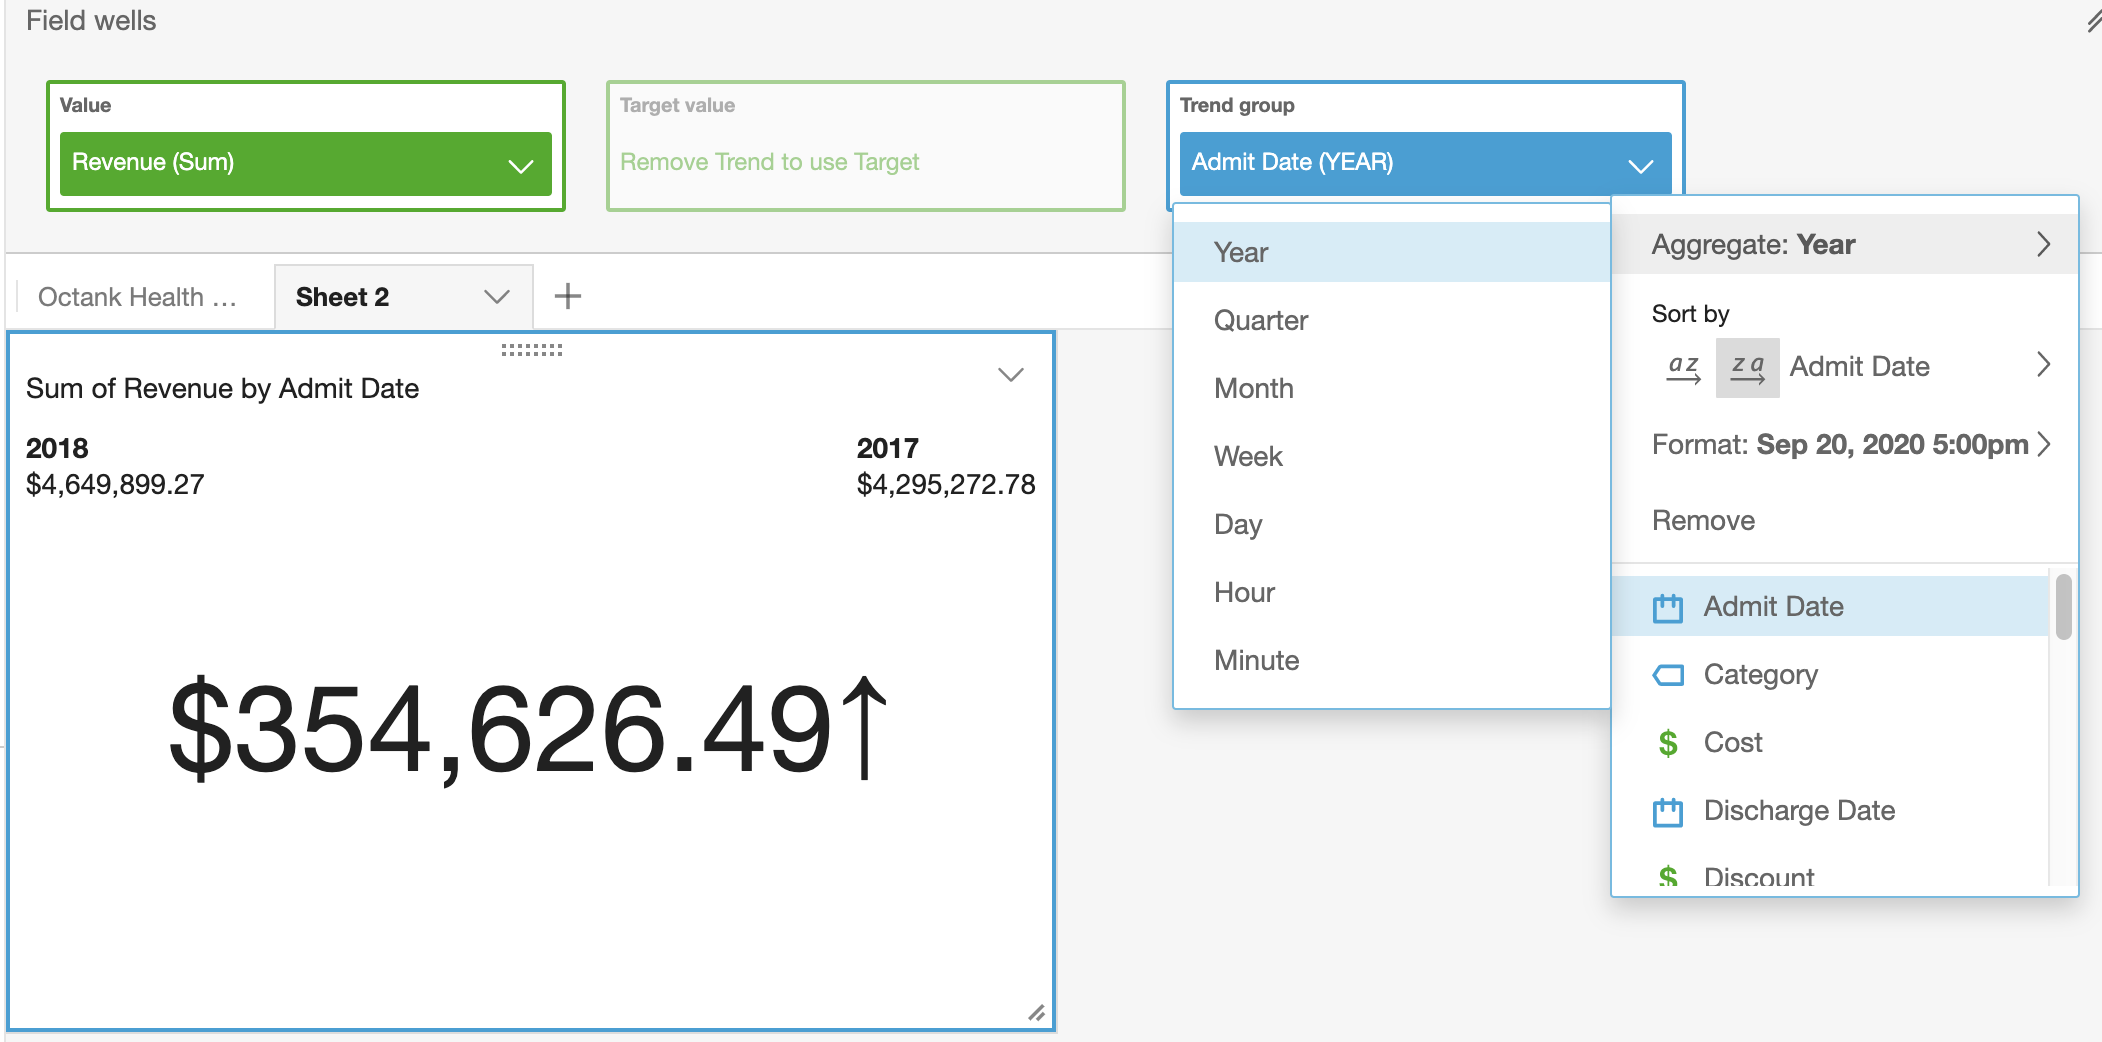 Field wells
Value
Revenue (Sum)
Target value
Remove Trend to use Target
Trend group
Admit Date (YEAR)
Octank Health ...
Sheet 2
Sum of Revenue by Admit Date
2018
$4,649,899.27
2017
$4,295,272.78
$354,626.49↑
Year
Quarter
Month
Week
Day
Hour
Minute
Aggregate: Year
Sort by
a z
z a
Admit Date
Format: Sep 20, 2020 5:00pm
Remove
Admit Date
Category
$ Cost
Discharge Date
$ Discount